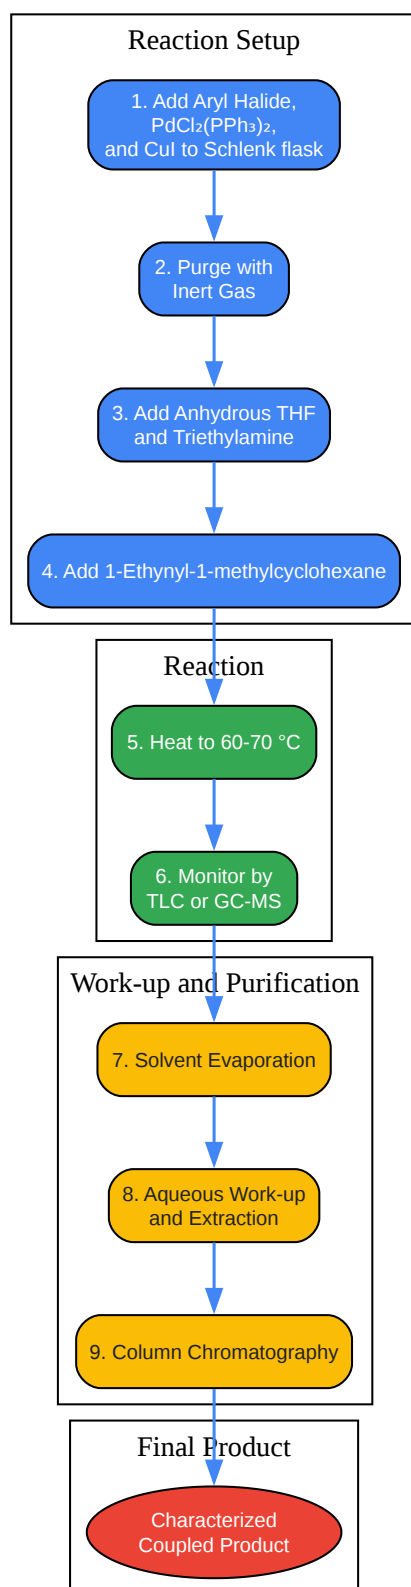 Reaction Setup
1. Add Aryl Halide,
PdCl₂(PPh₃)₂,
and CuI to Schlenk flask
2. Purge with
Inert Gas
3. Add Anhydrous THF
and Triethylamine
4. Add 1-Ethynyl-1-methylcyclohexane
Reaction
5. Heat to 60-70 °C
6. Monitor by
TLC or GC-MS
Work-up and Purification
7. Solvent Evaporation
8. Aqueous Work-up
and Extraction
9. Column Chromatography
Final Product
Characterized
Coupled Product